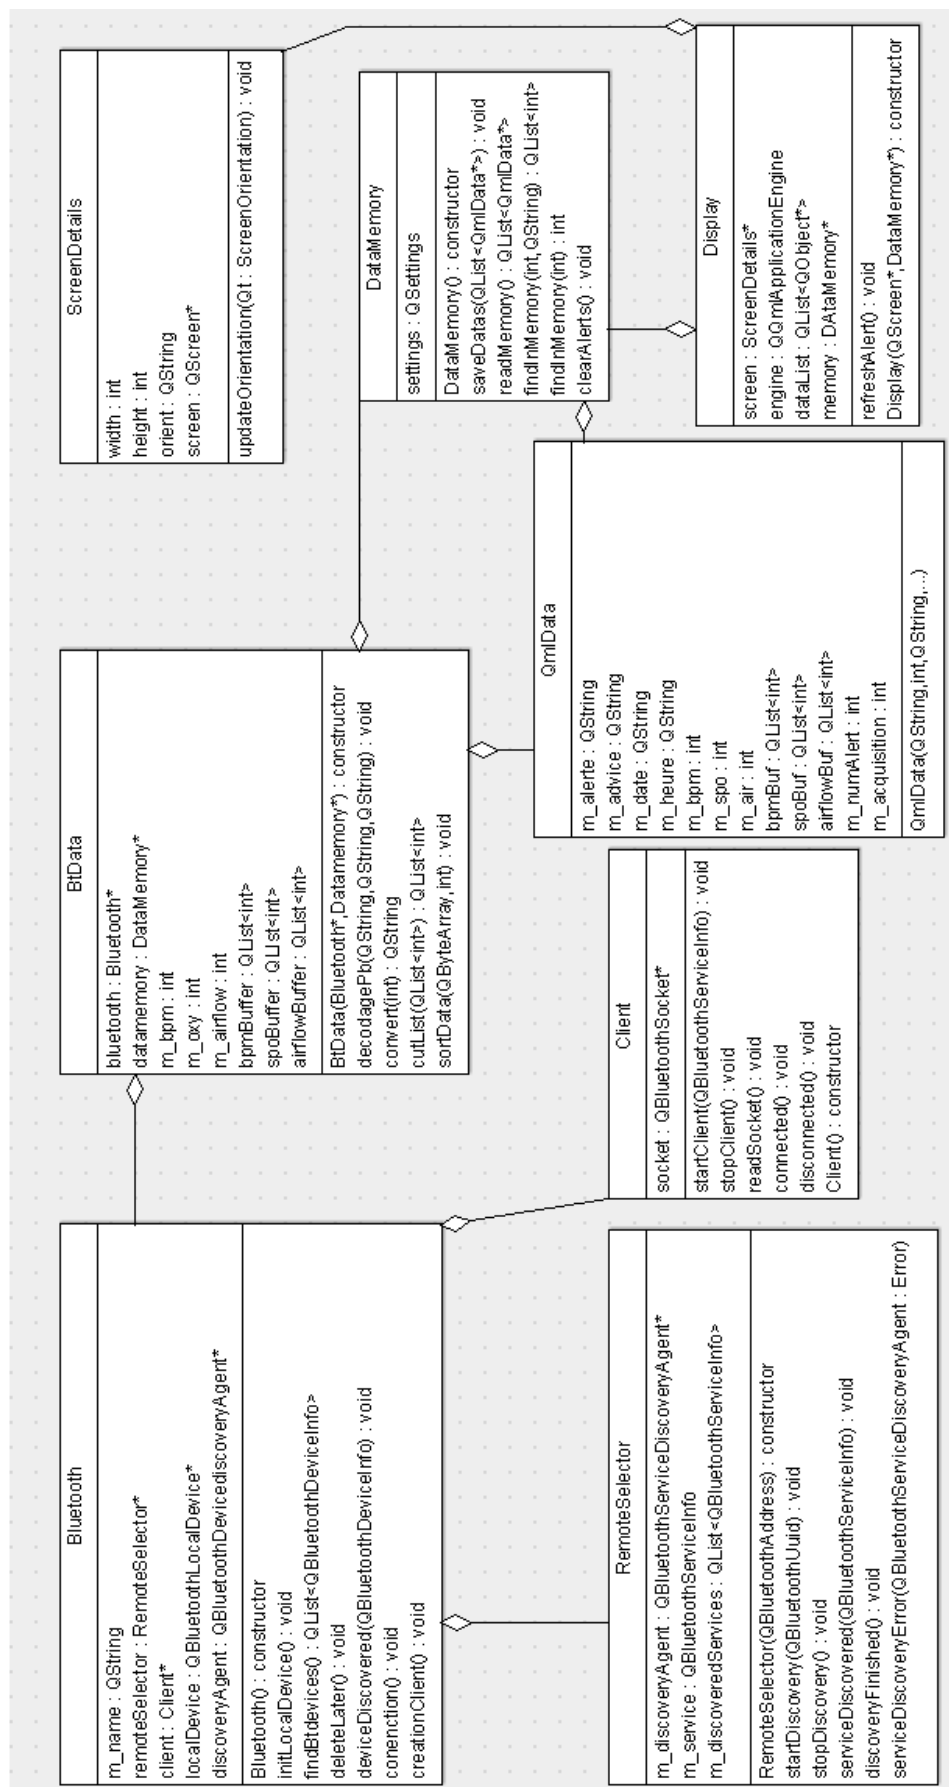 Bluetooth
m_name : QString
remoteSelector : RemoteSelector*
client : Client*
localDevice : QBluetoothLocalDevice*
discoveryAgent : QBluetoothDevicediscoveryAgent*
Bluetooth() : constructor
initLocalDevice() : void
findBtdevices() : QList<QBluetoothDeviceInfo>
deleteLater() : void
deviceDiscovered(QBluetoothDeviceInfo) : void
conenction() : void
creationClient() : void
BtData
bluetooth : Bluetooth*
datamemory : DataMemory*
m_bpm : int
m_oxy : int
m_airflow : int
bpmBuffer : QList<int>
spoBuffer : QList<int>
airflowBuffer : QList<int>
BtData(Bluetooth*,Datamemory*) : constructor
decodagePb(QString,QString,QString) : void
convert(int) : QString
cutList(QList<int>) : QList<int>
sortData(QByteArray,int) : void
ScreenDetails
width : int
height : int
orient : QString
screen : QScreen*
updateOrientation(Qt : ScreenOrientation) : void
DataMemory
settings : QSettings
DataMemory() : constructor
saveDatas(QList<QmlData*>) : void
readMemory() : QList<QmlData*>
findInMemory(int,QString) : QList<int>
findInMemory(int) : int
clearAlerts() : void
RemoteSelector
m_discoveryAgent : QBluetoothServiceDiscoveryAgent*
m_service : QBluetoothServiceInfo
m_discoveredServices : QList<QBluetoothServiceInfo>
RemoteSelector(QBluetoothAddress) : constructor
startDiscovery(QBluetoothUuid) : void
stopDiscovery() : void
serviceDiscovered(QBluetoothServiceInfo) : void
discoveryFinished() : void
serviceDiscoveryError(QBluetoothServiceDiscoveryAgent : Error)
Client
socket : QBluetoothSocket*
startClient(QBluetoothServiceInfo) : void
stopClient() : void
readSocket() : void
connected() : void
disconnected() : void
Client() : constructor
QmlData
m_alerte : QString
m_advice : QString
m_date : QString
m_heure : QString
m_bpm : int
m_spo : int
m_air : int
bpmBuf : QList<int>
spoBuf : QList<int>
airflowBuf : QList<int>
m_numAlert : int
m_acquisition : int
QmlData(QString,int,QString,...)
Display
screen : ScreenDetails*
engine : QQmlApplicationEngine
dataList : QList<QObject*>
memory : DAtaMemory*
refreshAlert() : void
Display(QScreen*,DataMemory*) : constructor